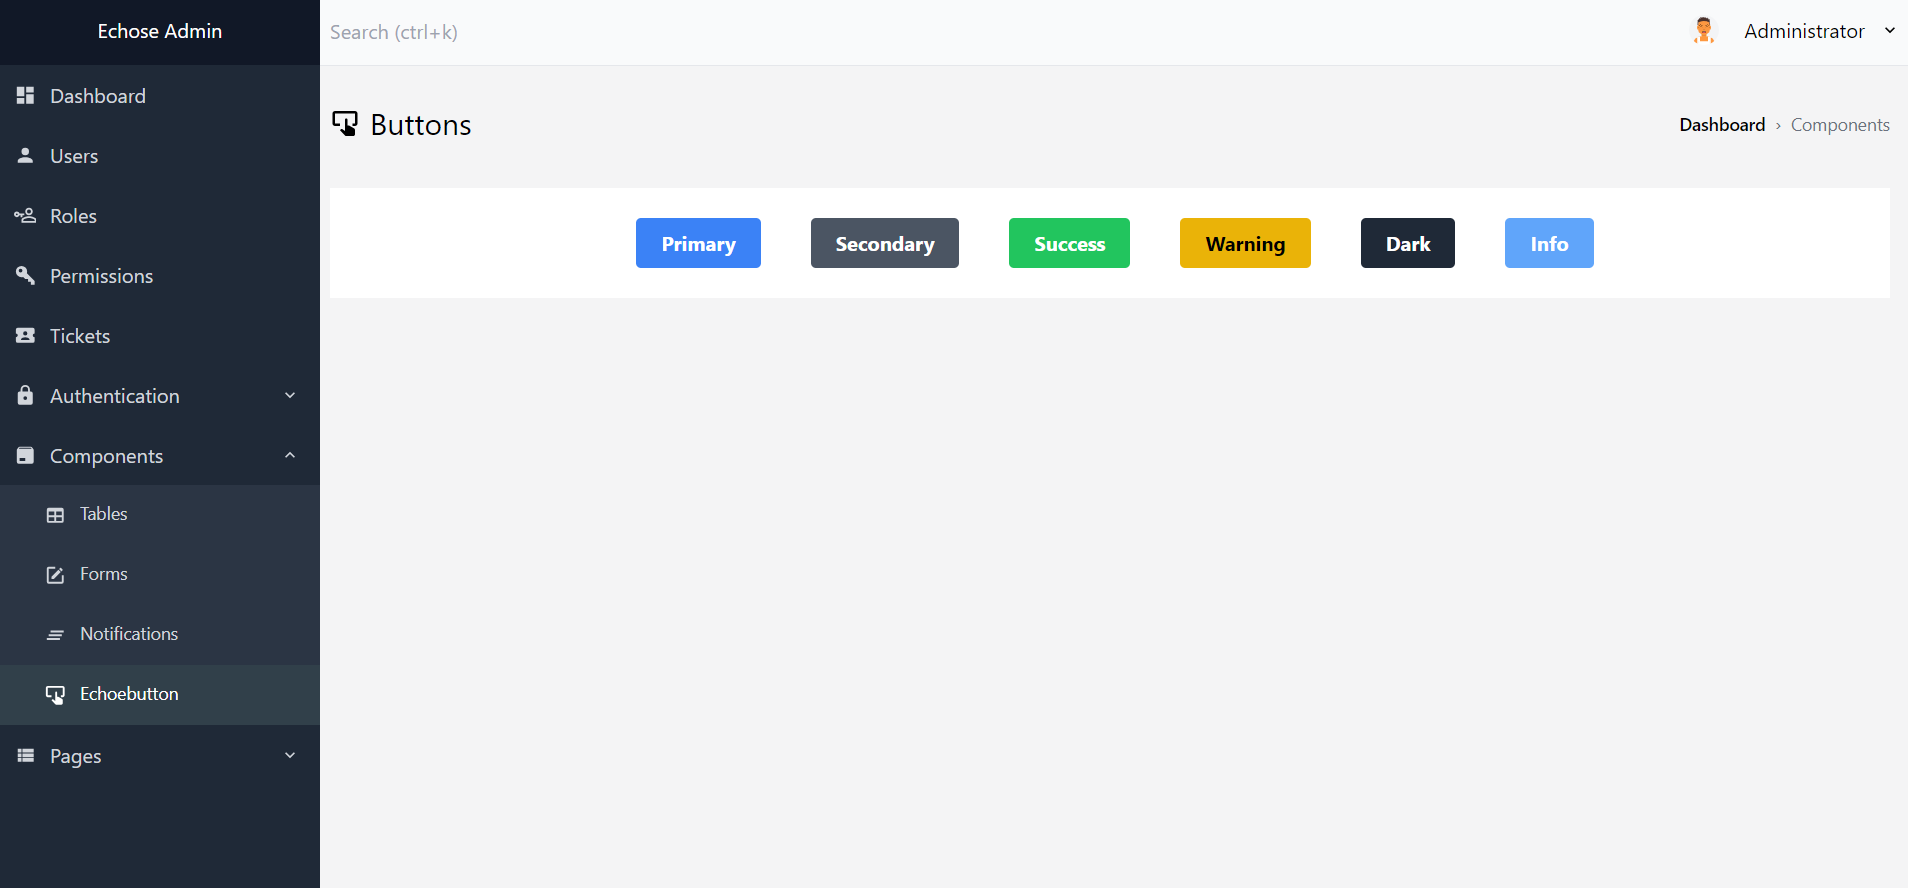 Echose Admin
Search (ctrl+k)
Administrator
Dashboard
Users
Roles
Permissions
Tickets
Authentication
Components
Tables
Forms
Notifications
Echoebutton
Pages
Buttons
Dashboard › Components
Primary
Secondary
Success
Warning
Dark
Info